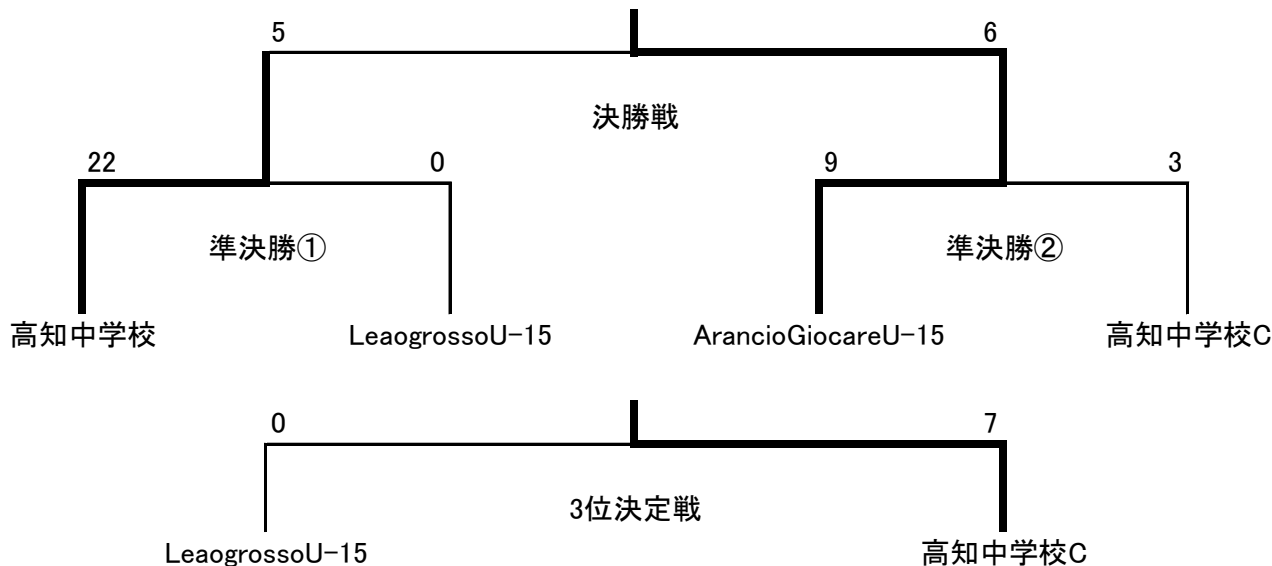 5 6
決勝戦
22 0 9 3
準決勝① 準決勝②
高知中学校 LeaogrossoU-15 ArancioGiocareU-15 高知中学校C
0 7
3位決定戦
LeaogrossoU-15 高知中学校C